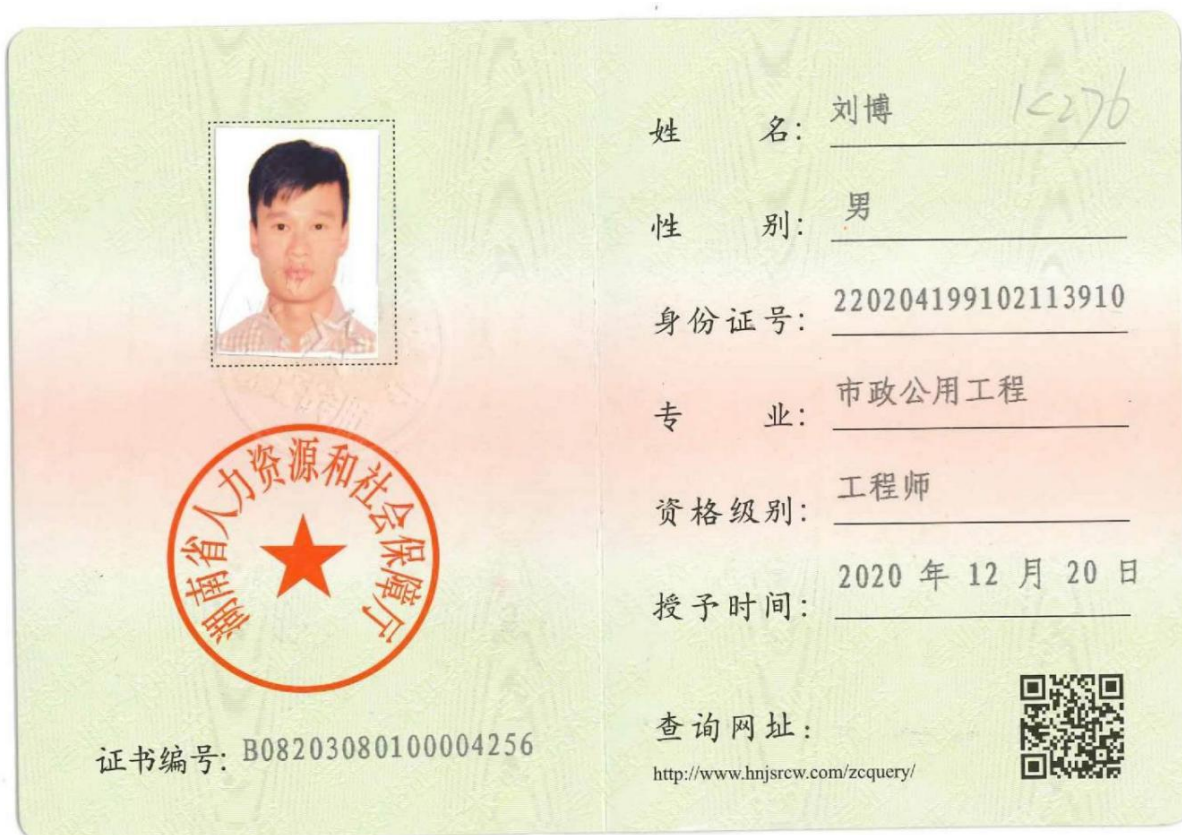 湖南省人力资源和社会保障厅
证书编号: B08203080100004256
姓 名: 刘博
K276
性 别: 男
身份证号: 220204199102113910
专 业: 市政公用工程
资格级别: 工程师
授予时间: 2020 年 12 月 20 日
查询网址:
http://www.hnjsrcw.com/zcquery/